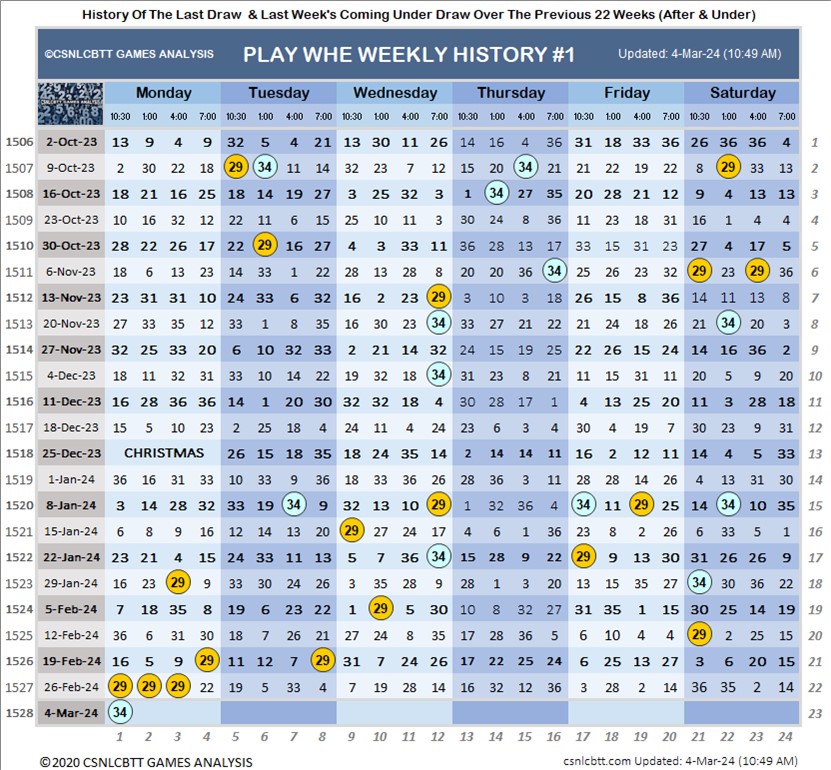 History Of The Last Draw & Last Week's Coming Under Draw Over The Previous 22 Weeks (After & Under)
©CSNLCBTT GAMES ANALYSIS PLAY WHE WEEKLY HISTORY #1 Updated: 4-Mar-24 (10:49 AM)
CSNLCBTT GAMES ANALYSIS Monday Tuesday Wednesday Thursday Friday Saturday
10:30 1:00 4:00 7:00 10:30 1:00 4:00 7:00 10:30 1:00 4:00 7:00 10:30 1:00 4:00 7:00 10:30 1:00 4:00 7:00 10:30 1:00 4:00 7:00
1506 2-Oct-23 13 9 4 9 32 5 4 21 13 30 11 26 14 16 4 36 31 18 33 36 26 36 36 4 1
1507 9-Oct-23 2 30 22 18 29 34 11 14 32 23 7 12 15 20 34 21 21 22 19 22 8 29 33 13 2
1508 16-Oct-23 18 21 16 25 18 14 19 27 3 25 32 3 1 34 27 35 20 28 21 12 9 4 13 13 3
1509 23-Oct-23 10 16 32 12 22 11 6 15 25 10 11 3 30 24 8 36 11 23 18 31 16 1 4 4 4
1510 30-Oct-23 28 22 26 17 22 29 16 27 4 3 33 11 36 28 13 17 33 15 31 23 27 4 17 5 5
1511 6-Nov-23 18 6 13 23 14 33 1 22 28 13 28 8 20 20 36 34 25 26 23 32 29 23 29 36 6
1512 13-Nov-23 23 31 31 10 24 33 6 32 16 2 23 29 3 10 3 18 26 15 8 36 14 11 13 8 7
1513 20-Nov-23 27 33 35 12 33 1 35 16 30 23 34 33 27 21 22 21 24 18 26 21 34 20 3 8
1514 27-Nov-23 32 25 33 20 6 10 32 33 2 21 14 32 24 15 19 25 22 26 15 24 14 16 36 2 9
1515 4-Dec-23 18 11 32 31 33 10 14 22 19 32 18 34 31 23 8 21 11 15 31 11 20 5 9 20 10
1516 11-Dec-23 16 28 36 36 14 1 20 30 32 32 18 4 30 28 17 1 4 13 25 20 11 3 28 18 11
1517 18-Dec-23 15 5 10 23 2 25 18 4 24 11 4 24 23 6 3 4 30 4 19 7 30 23 9 31 12
1518 25-Dec-23 CHRISTMAS 26 15 18 35 18 24 35 14 2 14 14 11 16 2 12 11 14 4 5 33 13
1519 1-Jan-24 36 16 31 33 10 33 9 36 18 33 36 26 28 36 3 11 28 28 14 26 4 13 31 30 14
1520 8-Jan-24 3 14 28 32 33 19 34 9 32 13 10 29 1 32 36 4 34 11 29 25 14 34 10 35 15
1521 15-Jan-24 6 8 9 16 12 14 13 20 29 27 24 17 4 6 1 36 23 8 2 26 6 33 5 1 16
1522 22-Jan-24 23 21 4 15 24 33 11 13 5 7 36 34 15 28 9 22 29 9 13 30 31 26 26 9 17
1523 29-Jan-24 16 23 29 9 33 30 24 26 3 35 28 9 28 1 3 20 13 15 35 27 34 30 36 22 18
1524 5-Feb-24 7 18 35 8 19 6 23 22 1 29 5 30 10 8 32 27 31 35 1 15 30 25 14 19 19
1525 12-Feb-24 36 6 31 30 18 7 26 21 27 24 8 35 17 28 36 5 6 10 4 4 29 2 25 15 20
1526 19-Feb-24 16 5 9 29 11 12 7 29 31 7 24 26 17 22 25 24 6 25 13 27 3 6 20 15 21
1527 26-Feb-24 29 29 29 22 19 5 33 4 7 19 28 14 16 32 12 36 3 28 2 14 36 35 2 14 22
1528 4-Mar-24 34 23
1 2 3 4 5 6 7 8 9 10 11 12 13 14 15 16 17 18 19 20 21 22 23 24
©2020 CSNLCBTT GAMES ANALYSIS csnlcbtt.com Updated: 4-Mar-24 (10:49 AM)